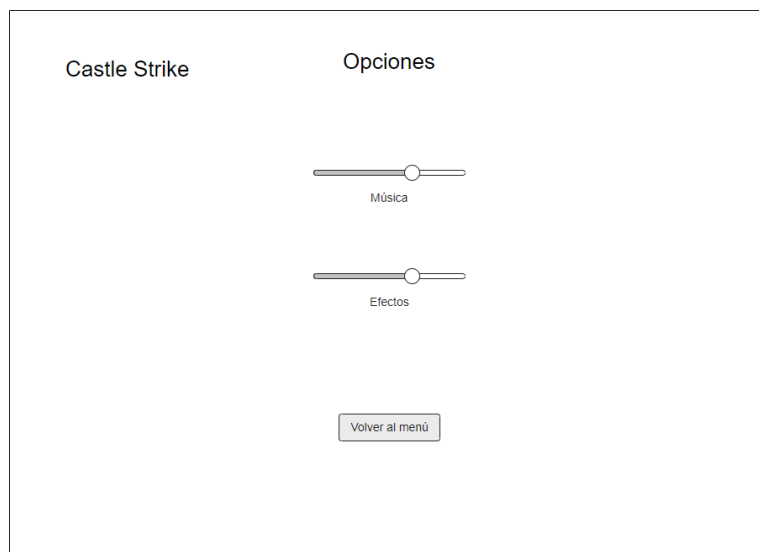 Castle Strike
Opciones
Música
Efectos
Volver al menú